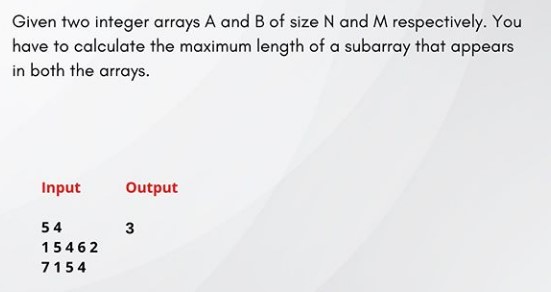 Given two integer arrays A and B of size N and M respectively. You
have to calculate the maximum length of a subarray that appears
in both the arrays.
Input Output
5 4 3
1 5 4 6 2
7 1 5 4